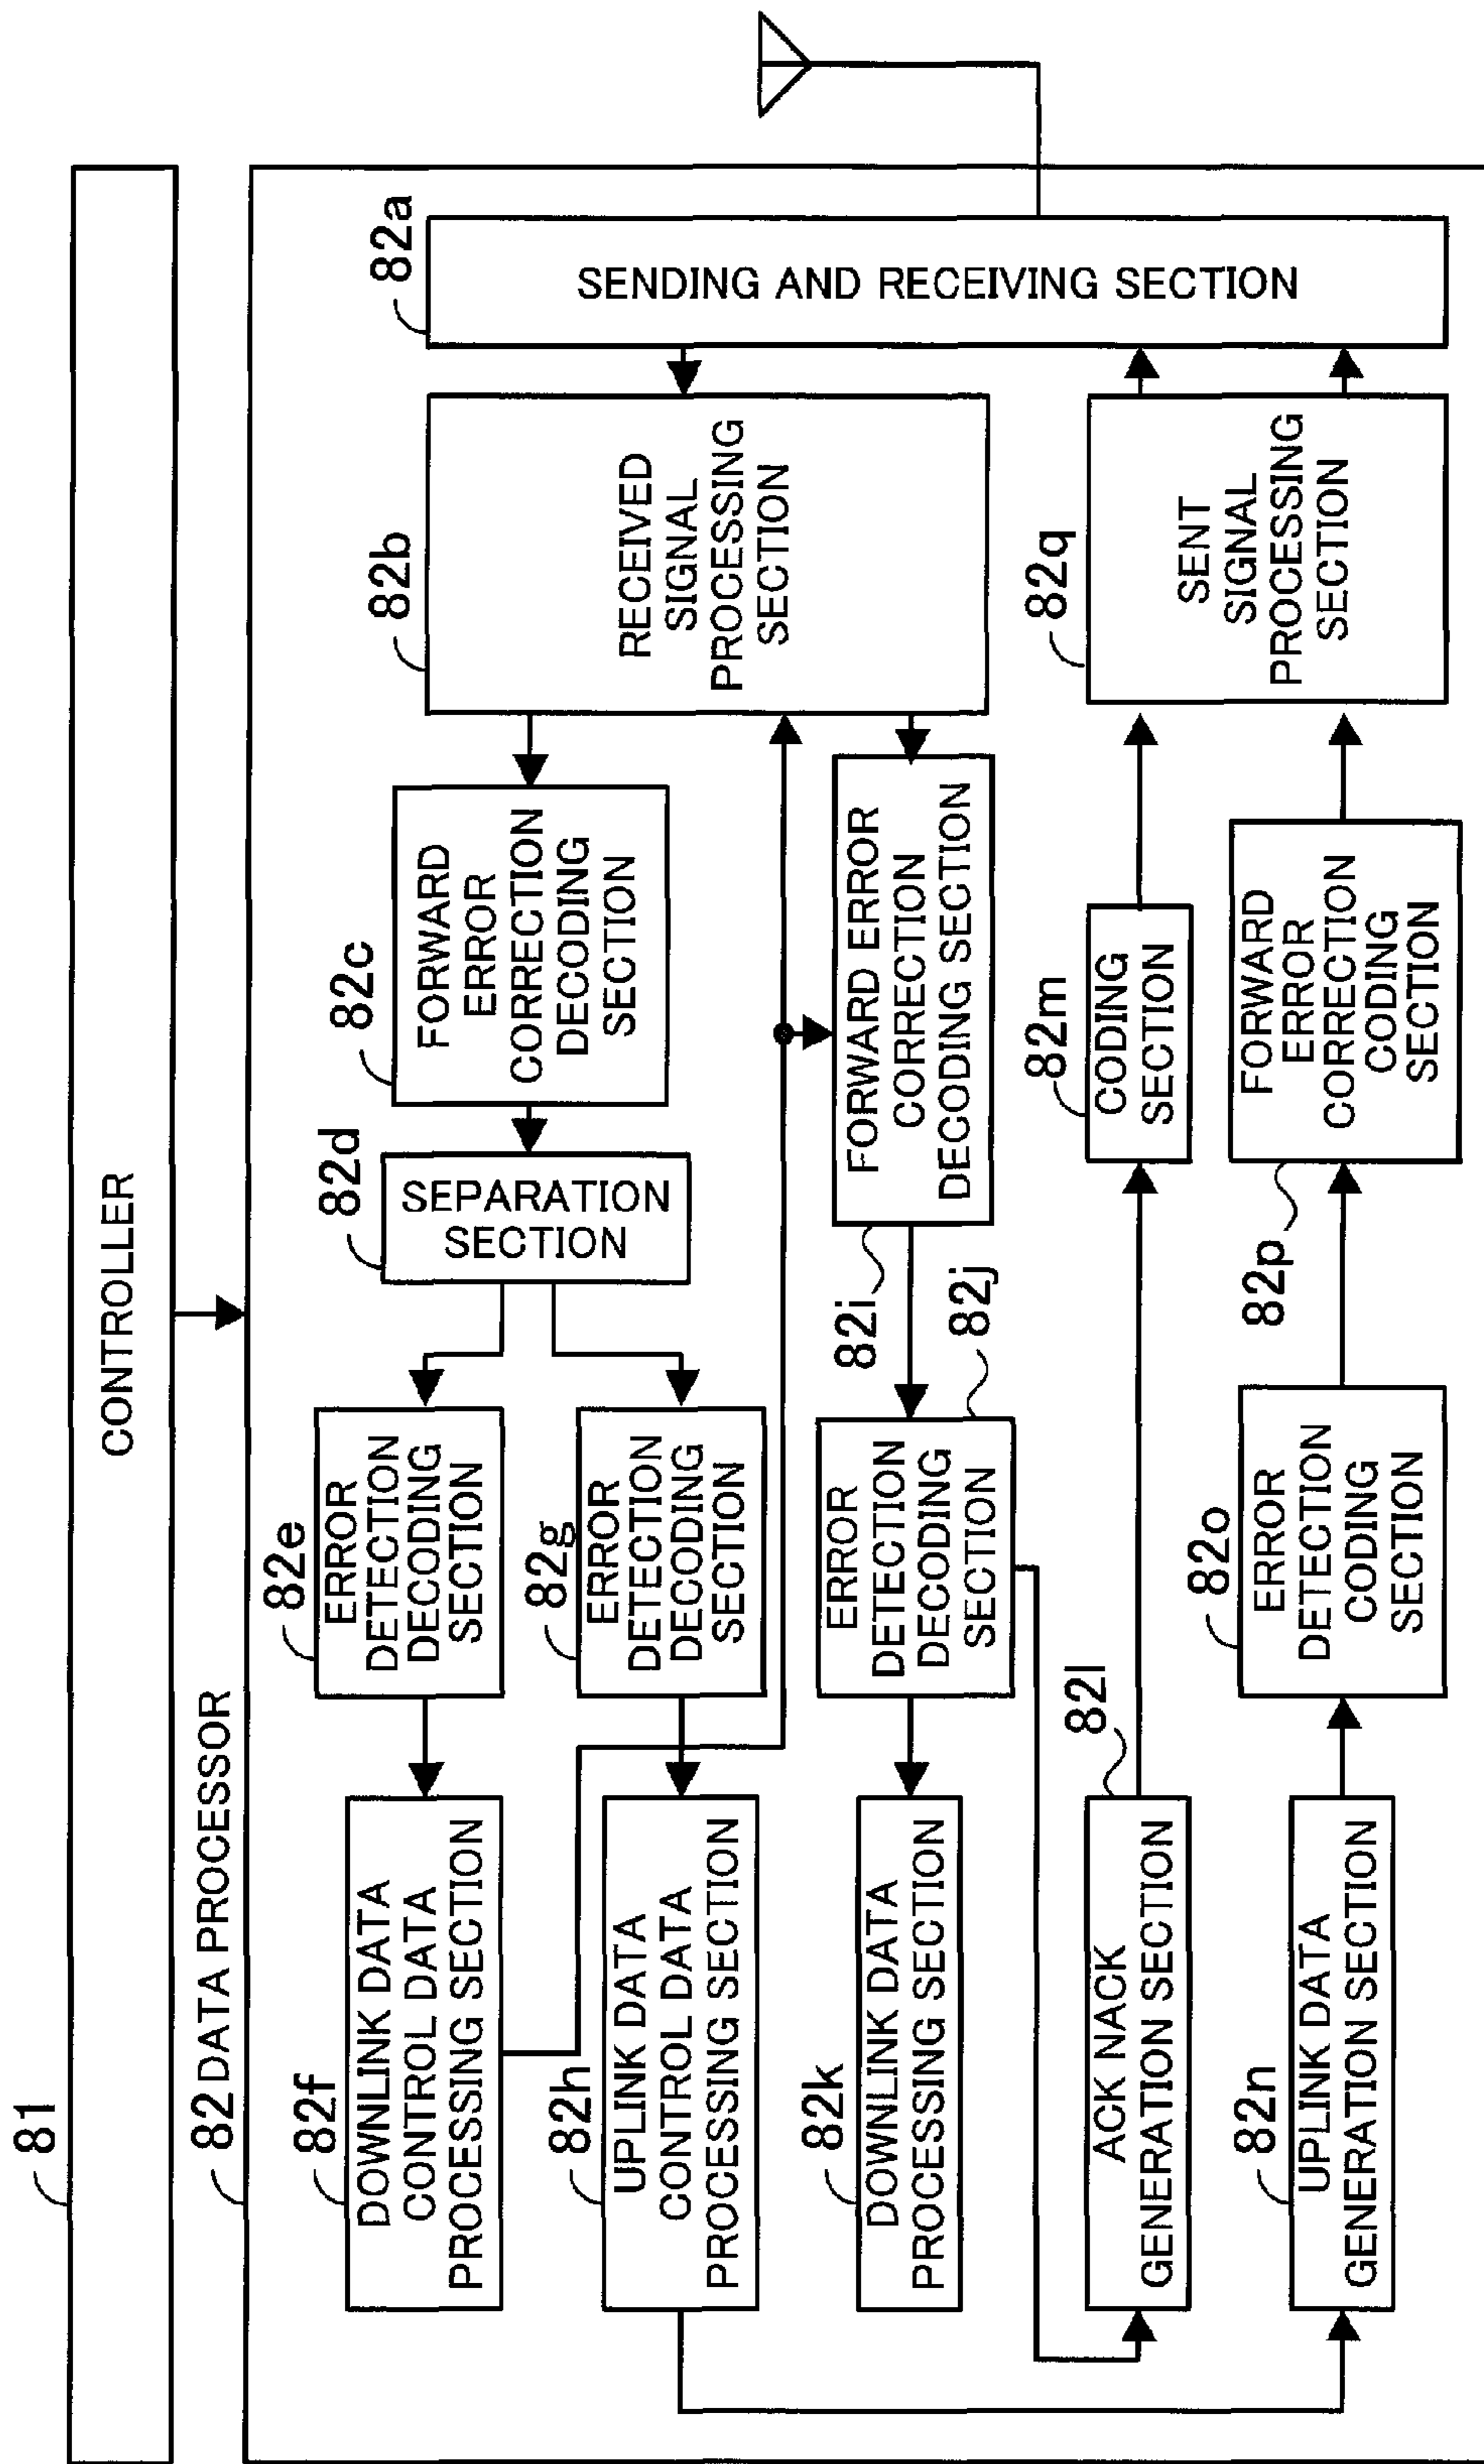 81
CONTROLLER
82 DATA PROCESSOR
82f
DOWNLINK DATA
CONTROL DATA
PROCESSING SECTION
82e
ERROR
DETECTION
DECODING
SECTION
82d
SEPARATION
SECTION
82c
FORWARD
ERROR
CORRECTION
DECODING
SECTION
82b
RECEIVED
SIGNAL
PROCESSING
SECTION
82a
SENDING AND RECEIVING SECTION
82h
UPLINK DATA
CONTROL DATA
PROCESSING SECTION
82g
ERROR
DETECTION
DECODING
SECTION
82k
DOWNLINK DATA
PROCESSING SECTION
ERROR
DETECTION
DECODING
SECTION
82j
82i
FORWARD ERROR
CORRECTION
DECODING SECTION
ACK NACK
GENERATION SECTION
82l
82m
CODING
SECTION
82q
SENT
SIGNAL
PROCESSING
SECTION
82n
UPLINK DATA
GENERATION SECTION
82o
ERROR
DETECTION
CODING
SECTION
82p
FORWARD
ERROR
CORRECTION
CODING
SECTION